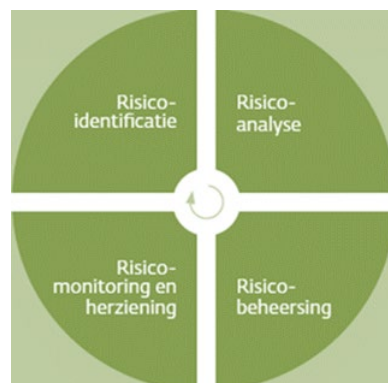 Risico-
identificatie
Risico-
analyse
Risico-
monitoring en
herziening
Risico-
beheersing